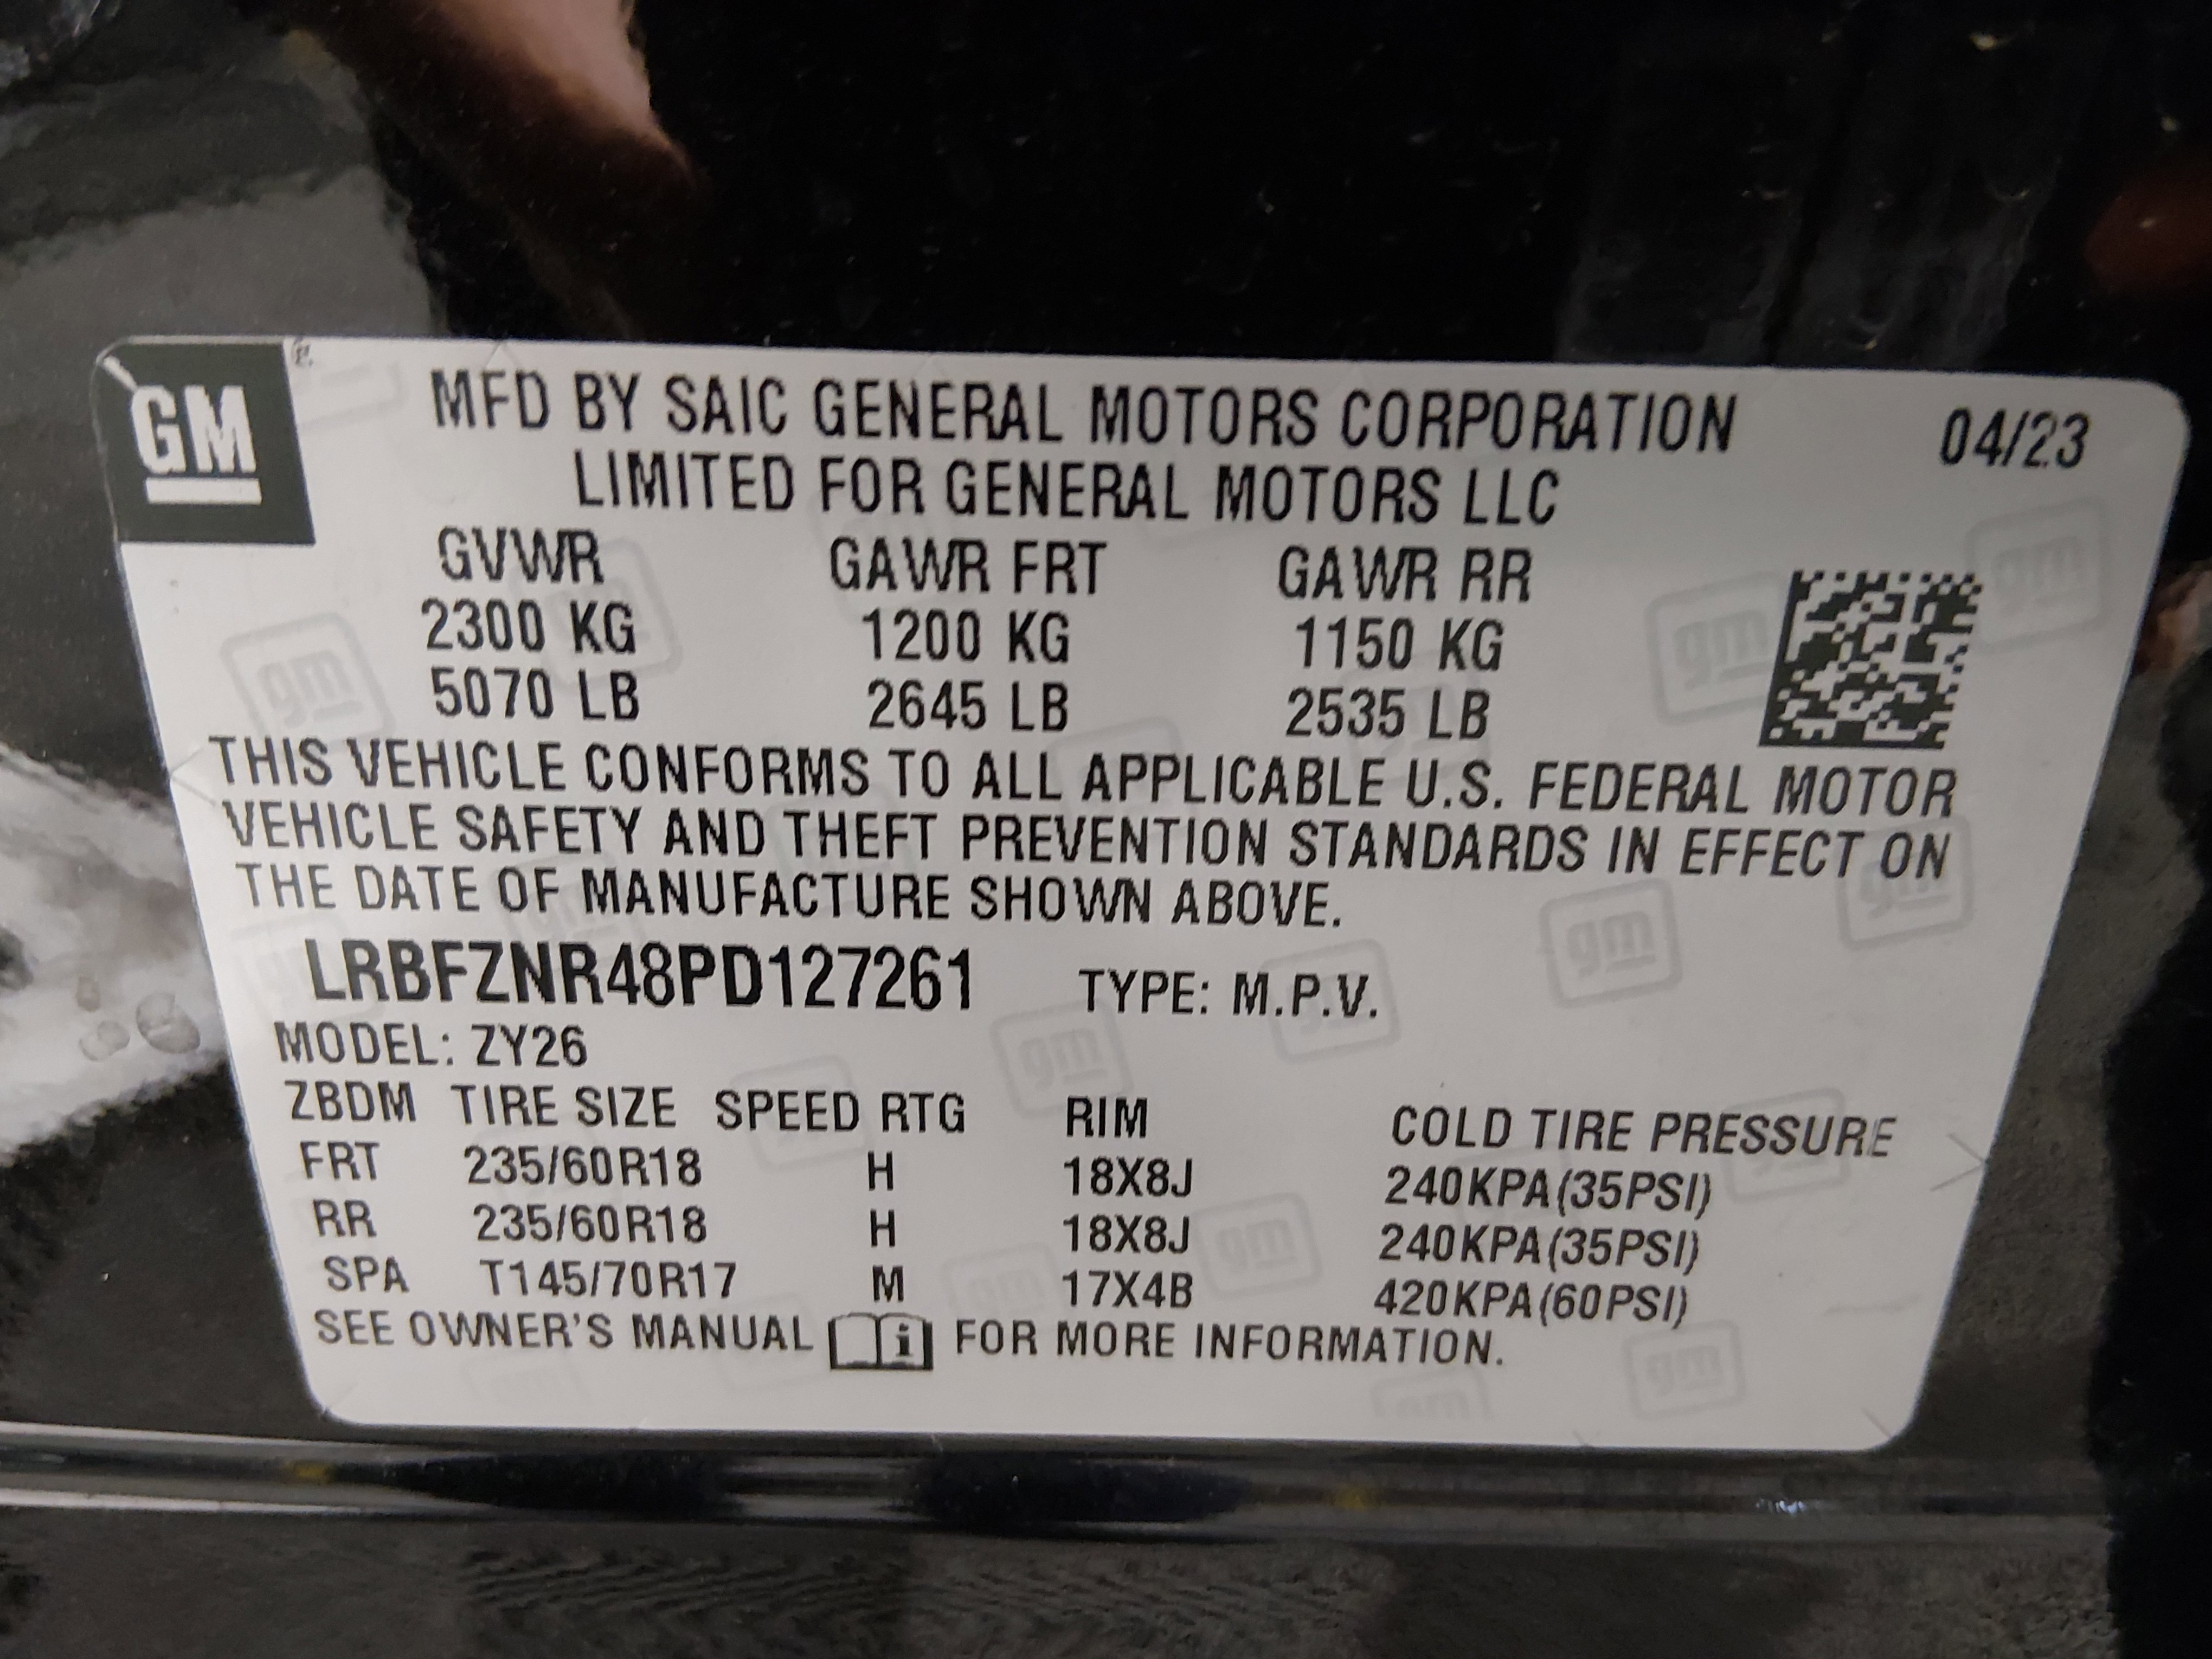 GM
MFD BY SAIC GENERAL MOTORS CORPORATION 04/23
LIMITED FOR GENERAL MOTORS LLC
GVWR GAWR FRT GAWR RR
2300 KG 1200 KG 1150 KG
5070 LB 2645 LB 2535 LB
THIS VEHICLE CONFORMS TO ALL APPLICABLE U.S. FEDERAL MOTOR
VEHICLE SAFETY AND THEFT PREVENTION STANDARDS IN EFFECT ON
THE DATE OF MANUFACTURE SHOWN ABOVE.
LRBFZNR48PD127261 TYPE: M.P.V.
MODEL: ZY26
ZBDM TIRE SIZE SPEED RTG RIM COLD TIRE PRESSURE
FRT 235/60R18 H 18X8J 240KPA(35PSI)
RR 235/60R18 H 18X8J 240KPA(35PSI)
SPA T145/70R17 M 17X4B 420KPA(60PSI)
SEE OWNER'S MANUAL i FOR MORE INFORMATION.